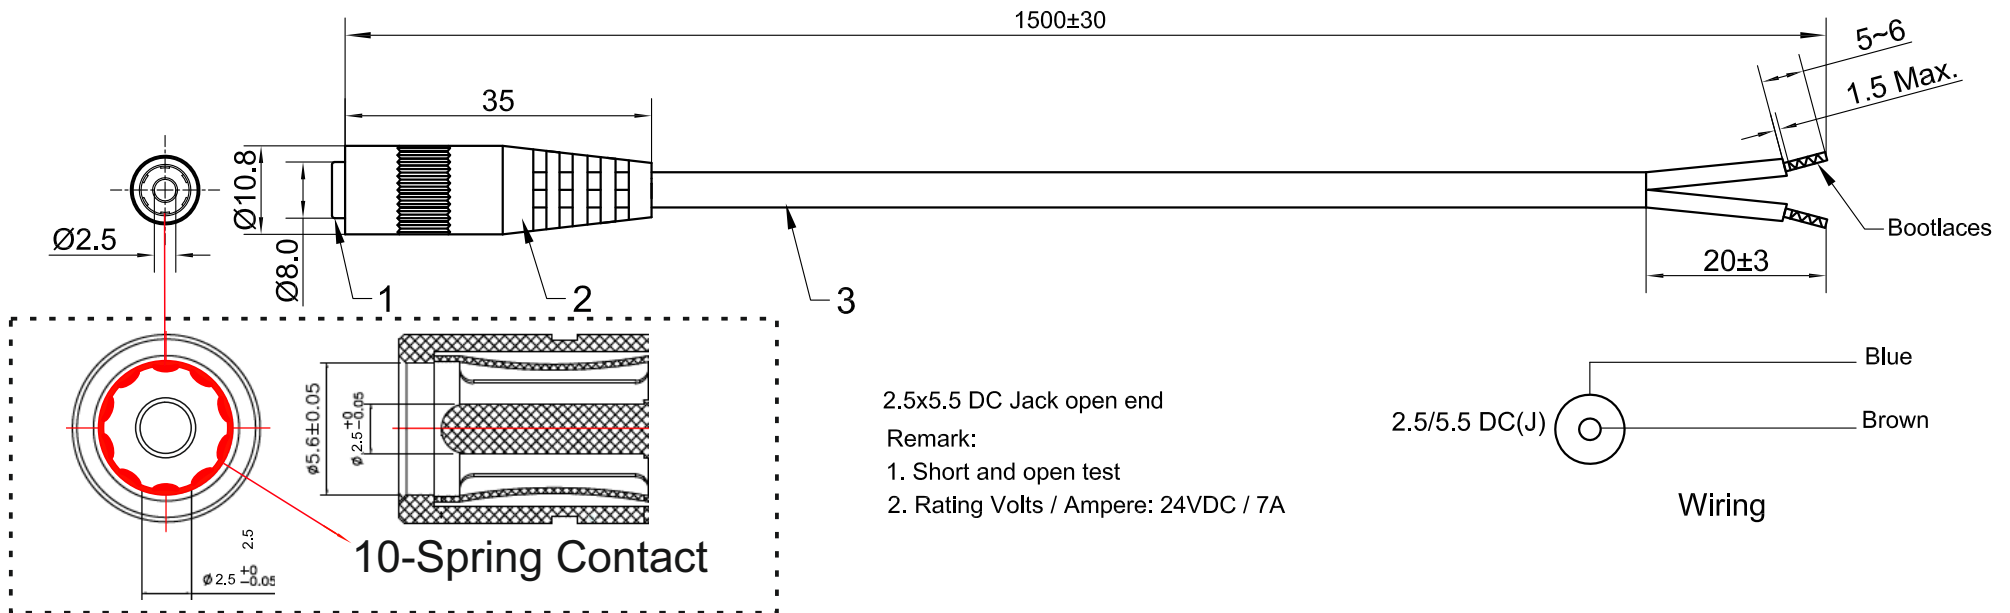 1500±30
5~6
1.5 Max.
35
Ø10.8
Ø8.0
Ø2.5
1
2
3
20±3
Bootlaces
ø5.6±0.05
ø2.5 +0 -0.05
2.5
ø2.5 +0 -0.05
10-Spring Contact
2.5x5.5 DC Jack open end
Remark:
1. Short and open test
2. Rating Volts / Ampere: 24VDC / 7A
Blue
2.5/5.5 DC(J)
Brown
Wiring